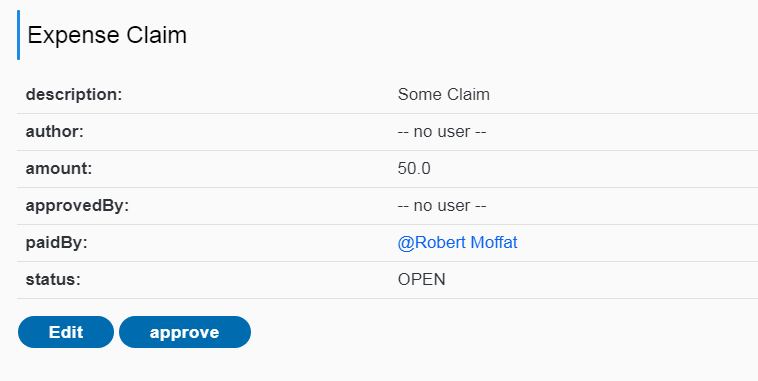 Expense Claim
description: Some Claim
author: -- no user --
amount: 50.0
approvedBy: -- no user --
paidBy: @Robert Moffat
status: OPEN
Edit approve